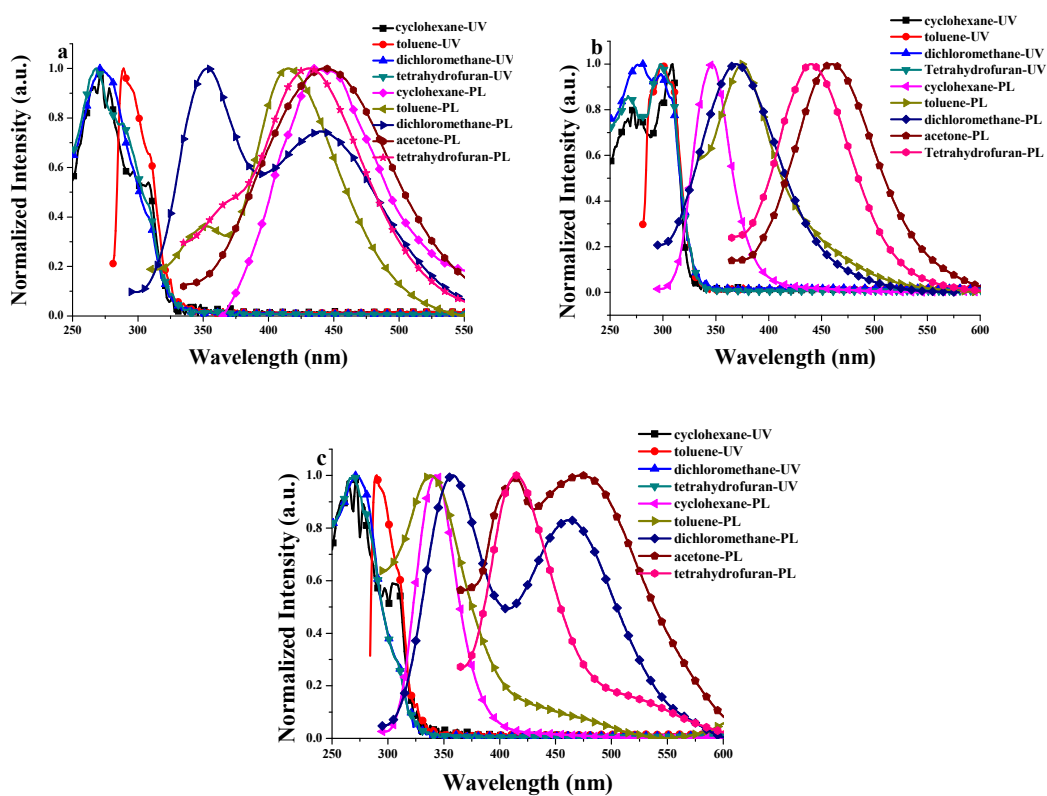 a
cyclohexane-UV
toluene-UV
dichloromethane-UV
tetrahydrofuran-UV
cyclohexane-PL
toluene-PL
dichloromethane-PL
acetone-PL
tetrahydrofuran-PL
Normalized Intensity (a.u.)
1.0
0.8
0.6
0.4
0.2
0.0
250 300 350 400 450 500 550
Wavelength (nm)
b
cyclohexane-UV
toluene-UV
dichloromethane-UV
Tetrahydrofuran-UV
cyclohexane-PL
toluene-PL
dichloromethane-PL
acetone-PL
Tetrahydrofuran-PL
Normalized Intensity (a.u.)
1.0
0.8
0.6
0.4
0.2
0.0
250 300 350 400 450 500 550 600
Wavelength (nm)
c
cyclohexane-UV
toluene-UV
dichloromethane-UV
tetrahydrofuran-UV
cyclohexane-PL
toluene-PL
dichloromethane-PL
acetone-PL
tetrahydrofuran-PL
Normalized Intensity (a.u.)
1.0
0.8
0.6
0.4
0.2
0.0
250 300 350 400 450 500 550 600
Wavelength (nm)